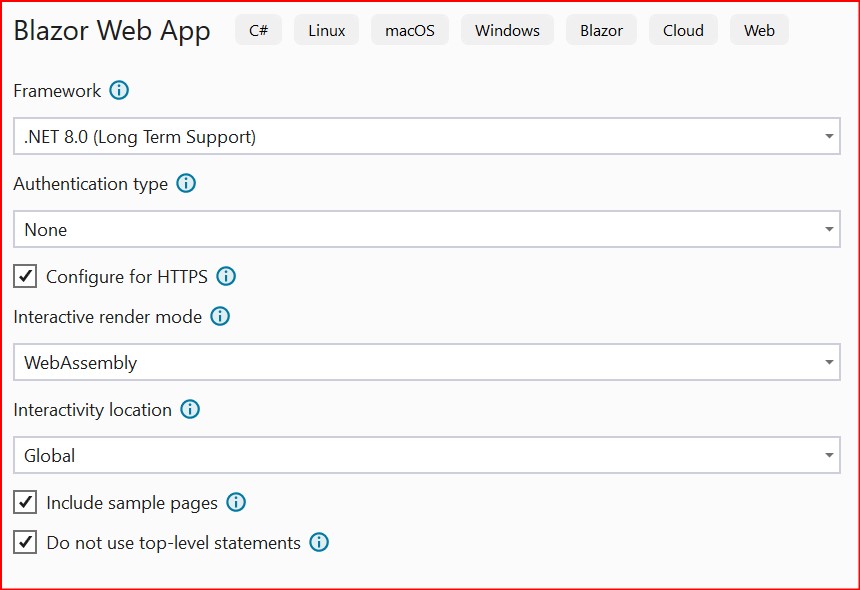 Blazor Web App C# Linux macOS Windows Blazor Cloud Web
Framework
.NET 8.0 (Long Term Support)
Authentication type
None
Configure for HTTPS
Interactive render mode
WebAssembly
Interactivity location
Global
Include sample pages
Do not use top-level statements